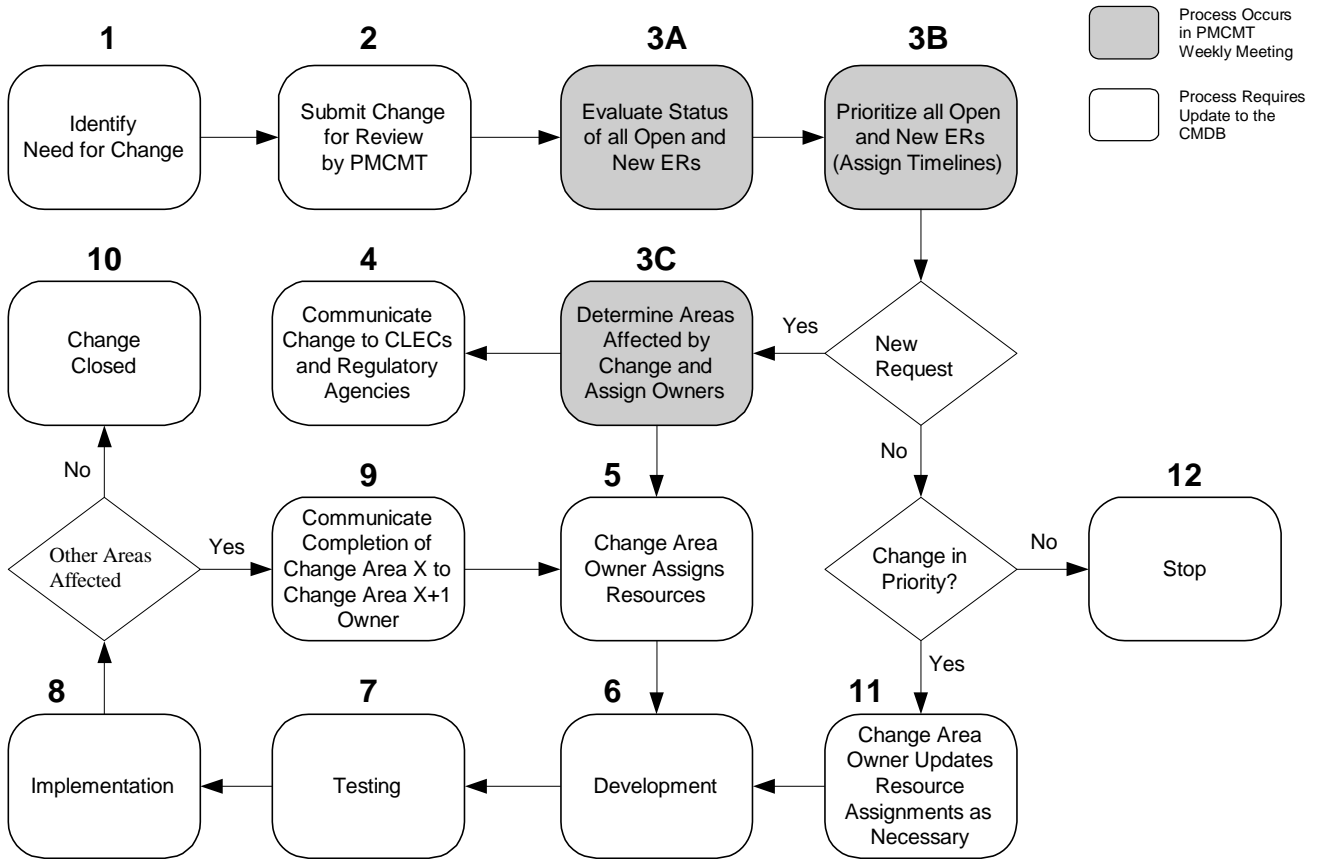 1
Identify
Need for Change
2
Submit Change
for Review
by PMCMT
3A
Evaluate Status
of all Open and
New ERs
3B
Prioritize all Open
and New ERs
(Assign Timelines)
Process Occurs
in PMCMT
Weekly Meeting
Process Requires
Update to the
CMDB
10
Change
Closed
4
Communicate
Change to CLECs
and Regulatory
Agencies
3C
Determine Areas
Affected by
Change and
Assign Owners
Yes
New
Request
No
No
Other Areas
Affected
Yes
9
Communicate
Completion of
Change Area X to
Change Area X+1
Owner
5
Change Area
Owner Assigns
Resources
Change in
Priority?
No
12
Stop
Yes
8
Implementation
7
Testing
6
Development
11
Change Area
Owner Updates
Resource
Assignments as
Necessary